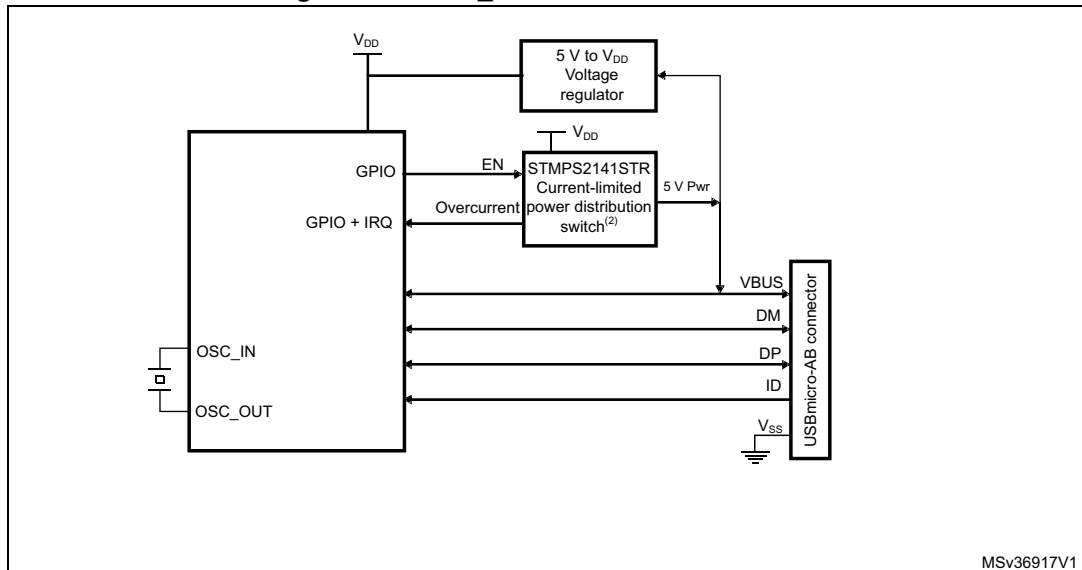 V_DD
5 V to V_DD
Voltage
regulator
V_DD
GPIO
EN
STMPS2141STR
Current-limited
power distribution
switch(2)
5 V Pwr
GPIO + IRQ
Overcurrent
VBUS
DM
DP
ID
V_SS
OSC_IN
OSC_OUT
USBmicro-AB connector
MSv36917V1